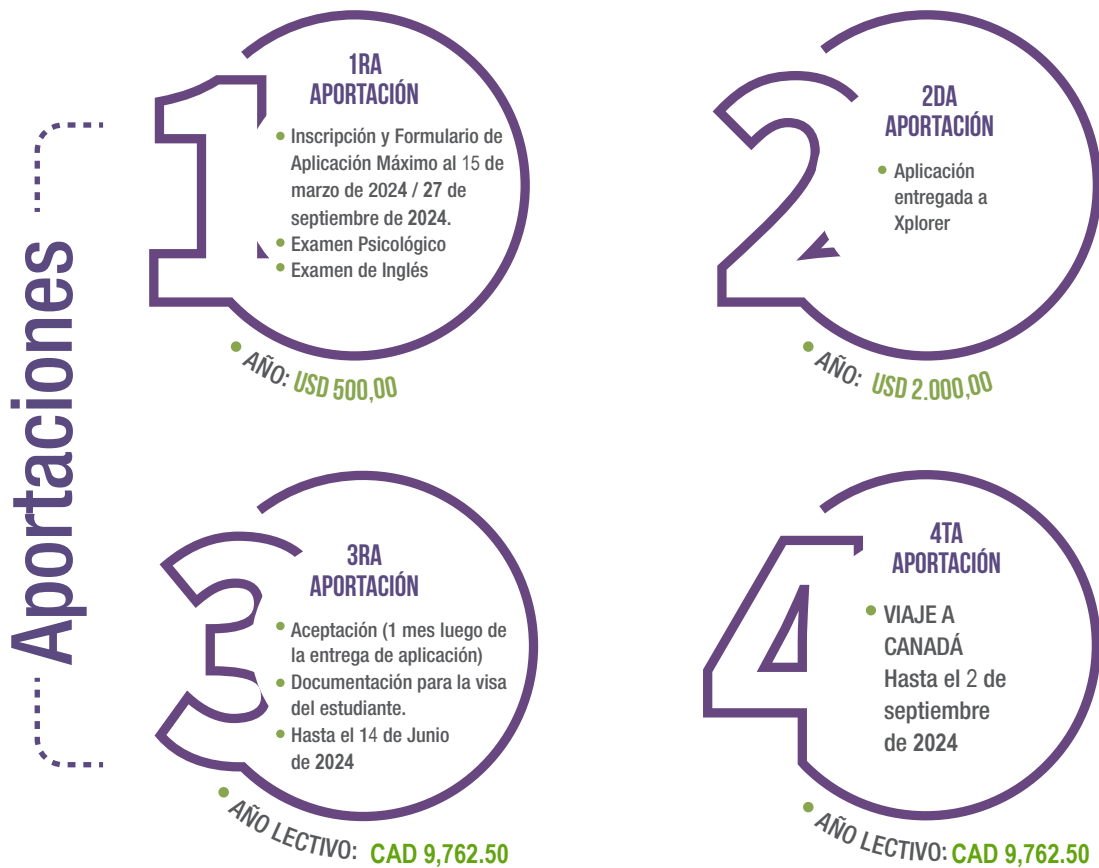 Aportaciones
1
1RA
APORTACIÓN
Inscripción y Formulario de
Aplicación Máximo al 15 de
marzo de 2024 / 27 de
septiembre de 2024.
Examen Psicológico
Examen de Inglés
AÑO: USD 500,00
2
2DA
APORTACIÓN
Aplicación
entregada a
Xplorer
AÑO: USD 2.000,00
3
3RA
APORTACIÓN
Aceptación (1 mes luego de
la entrega de aplicación)
Documentación para la visa
del estudiante.
Hasta el 14 de Junio
de 2024
AÑO LECTIVO: CAD 9,762.50
4
4TA
APORTACIÓN
VIAJE A
CANADÁ
Hasta el 2 de
septiembre
de 2024
AÑO LECTIVO: CAD 9,762.50